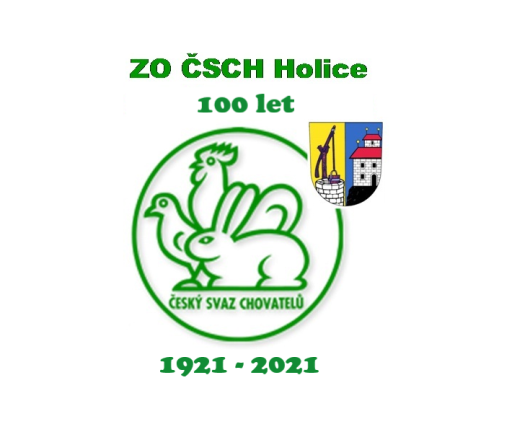 ZO ČSCH Holice
100 let
ČESKÝ SVAZ CHOVATELŮ
1921 - 2021